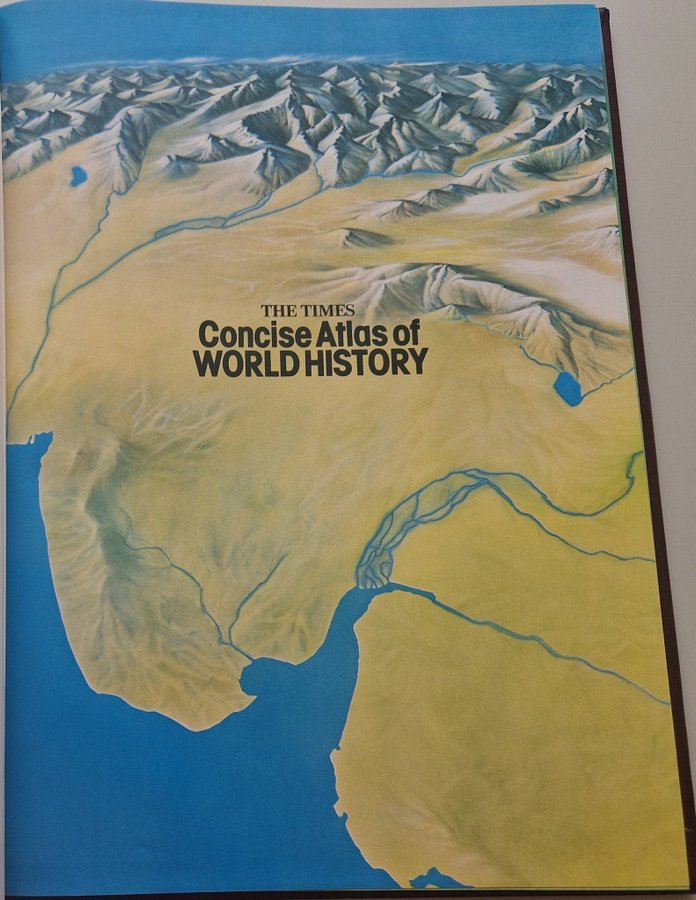 THE TIMES
Concise Atlas of
WORLD HISTORY